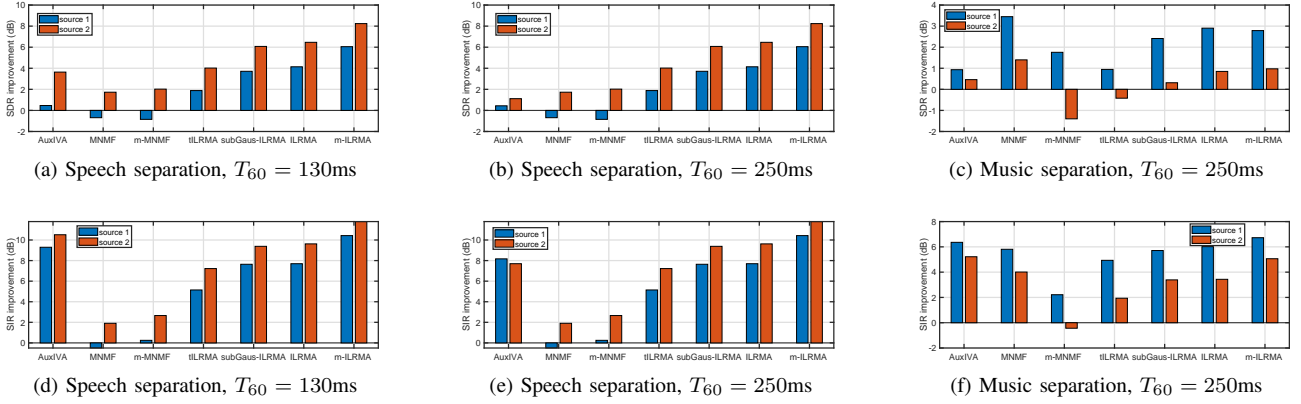 SDR improvement (dB)
10
8
6
4
2
0
-2
source 1
source 2
AuxIVA MNMF m-MNMF tILRMA subGaus-ILRMA ILRMA m-ILRMA
(a) Speech separation, T60 = 130ms
SDR improvement (dB)
10
8
6
4
2
0
-2
source 1
source 2
AuxIVA MNMF m-MNMF tILRMA subGaus-ILRMA ILRMA m-ILRMA
(b) Speech separation, T60 = 250ms
SDR improvement (dB)
4
3
2
1
0
-1
-2
source 1
source 2
AuxIVA MNMF m-MNMF tILRMA subGaus-ILRMA ILRMA m-ILRMA
(c) Music separation, T60 = 250ms
SIR improvement (dB)
10
8
6
4
2
0
source 1
source 2
AuxIVA MNMF m-MNMF tILRMA subGaus-ILRMA ILRMA m-ILRMA
(d) Speech separation, T60 = 130ms
SIR improvement (dB)
10
8
6
4
2
0
source 1
source 2
AuxIVA MNMF m-MNMF tILRMA subGaus-ILRMA ILRMA m-ILRMA
(e) Speech separation, T60 = 250ms
SIR improvement (dB)
8
6
4
2
0
-2
source 1
source 2
AuxIVA MNMF m-MNMF tILRMA subGaus-ILRMA ILRMA m-ILRMA
(f) Music separation, T60 = 250ms